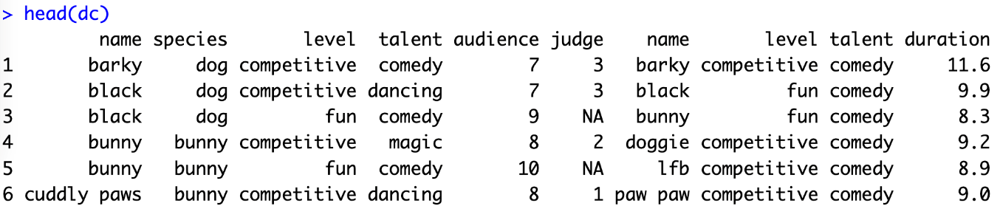 > head(dc)
name species level talent audience judge name level talent duration
1 barky dog competitive comedy 7 3 barky competitive comedy 11.6
2 black dog competitive dancing 7 3 black fun comedy 9.9
3 black dog fun comedy 9 NA bunny fun comedy 8.3
4 bunny bunny competitive magic 8 2 doggie competitive comedy 9.2
5 bunny bunny fun comedy 10 NA lfb competitive comedy 8.9
6 cuddly paws bunny competitive dancing 8 1 paw paw competitive comedy 9.0